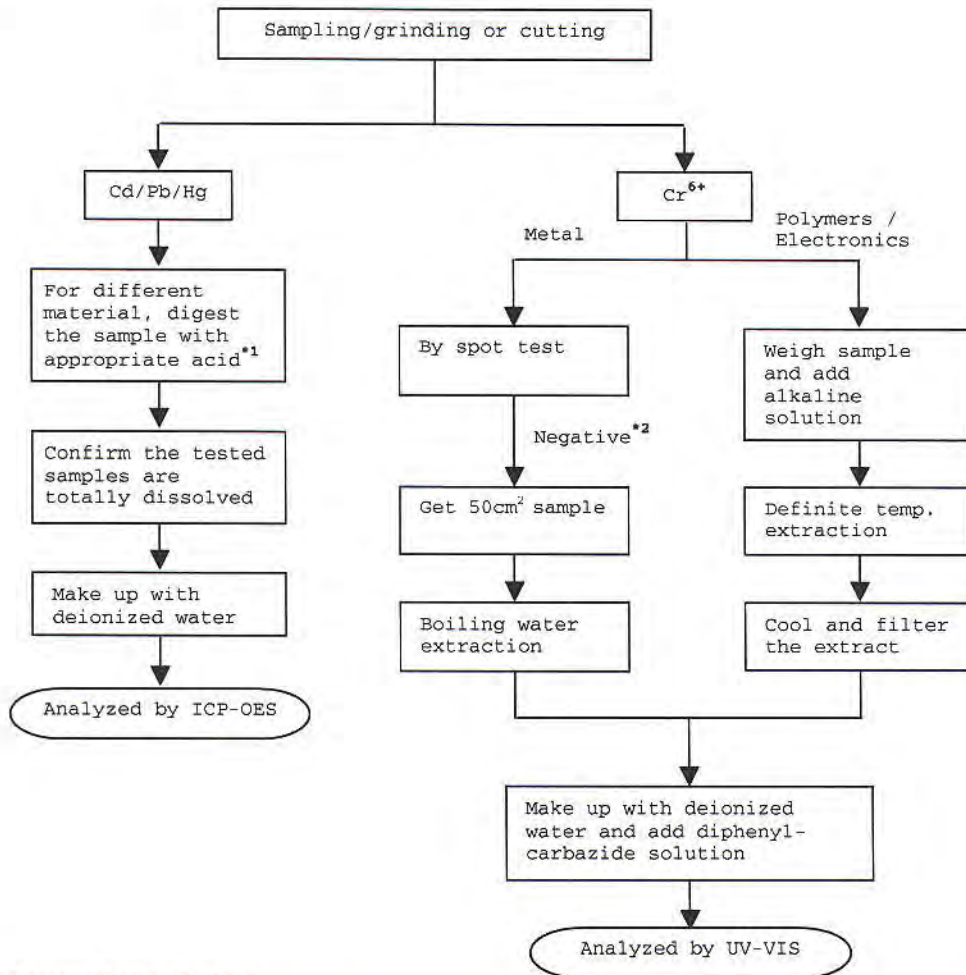 Sampling/grinding or cutting
Cd/Pb/Hg
For different
material, digest
the sample with
appropriate acid*1
Confirm the tested
samples are
totally dissolved
Make up with
deionized water
Analyzed by ICP-OES
Cr6+
Metal
Polymers /
Electronics
By spot test
Negative*2
Get 50cm2 sample
Boiling water
extraction
Weigh sample
and add
alkaline
solution
Definite temp.
extraction
Cool and filter
the extract
Make up with deionized
water and add diphenyl-
carbazide solution
Analyzed by UV-VIS